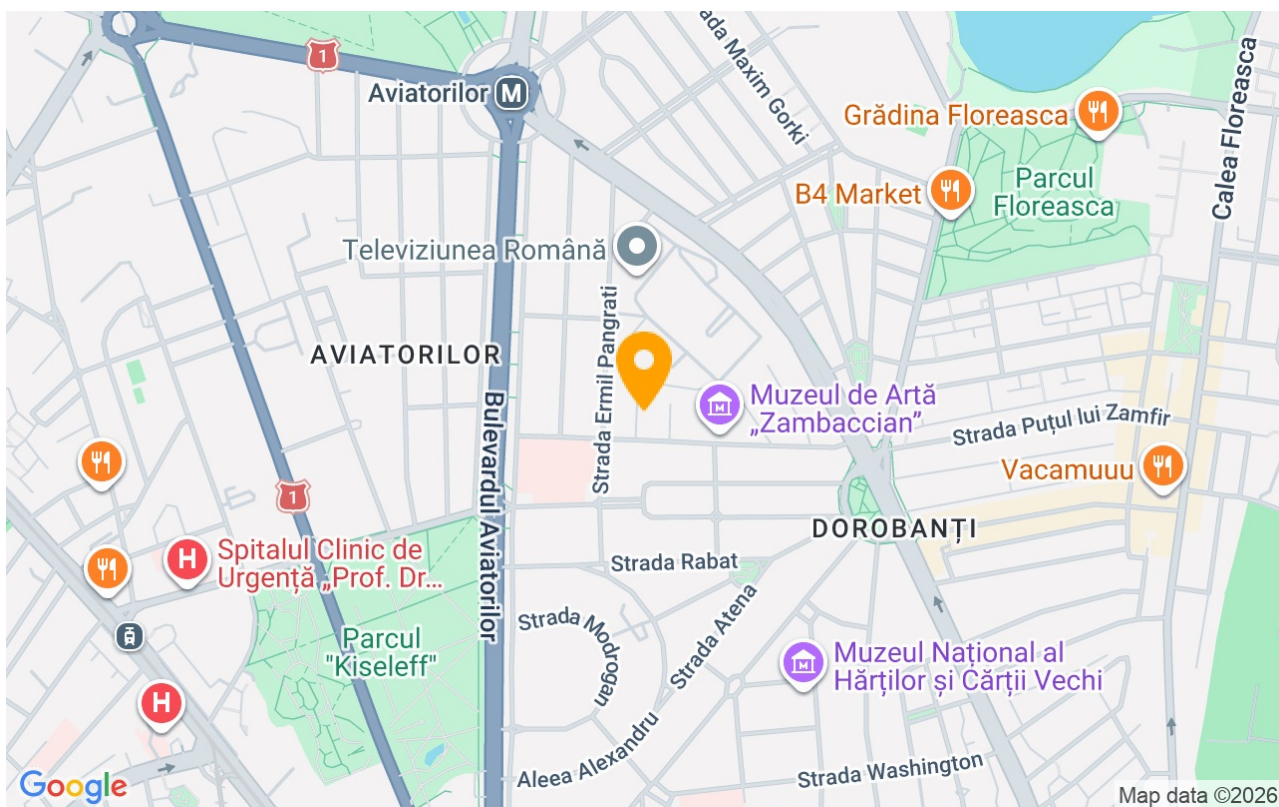 1
ada Maxim Gorki
Aviatorilor M
Grădina Floreasca
Calea Floreasca
B4 Market
Parcul
Floreasca
Televiziunea Română
Strada Ermil Pangrati
AVIATORILOR
Bulevardul Aviatorilor
M
Muzeul de Artă
„Zambaccian”
Strada Puțul lui Zamfir
Vacamuuu
1
DOROBANȚI
H
Spitalul Clinic de
Urgență „Prof. Dr...
Strada Rabat
Strada Atena
Strada Modrogan
Parcul
"Kiseleff"
M
Muzeul Național al
Hărților și Cărții Vechi
H
Aleea Alexandru
Strada Washington
Google
Map data ©2026